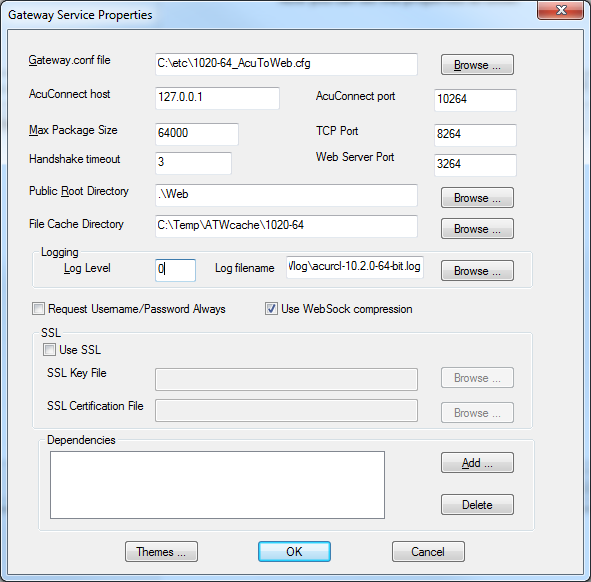 Gateway Service Properties
Gateway.conf file C:\etc\1020-64_AcuToWeb.cfg Browse ...
AcuConnect host 127.0.0.1 AcuConnect port 10264
Max Package Size 64000 TCP Port 8264
Handshake timeout 3 Web Server Port 3264
Public Root Directory .\Web Browse ...
File Cache Directory C:\Temp\ATWcache\1020-64 Browse ...
Logging
Log Level 0 Log filename \log\acurcl-10.2.0-64-bit.log Browse ...
Request Username/Password Always Use WebSock compression
SSL
Use SSL
SSL Key File Browse ...
SSL Certification File Browse ...
Dependencies
Add ...
Delete
Themes ... OK Cancel